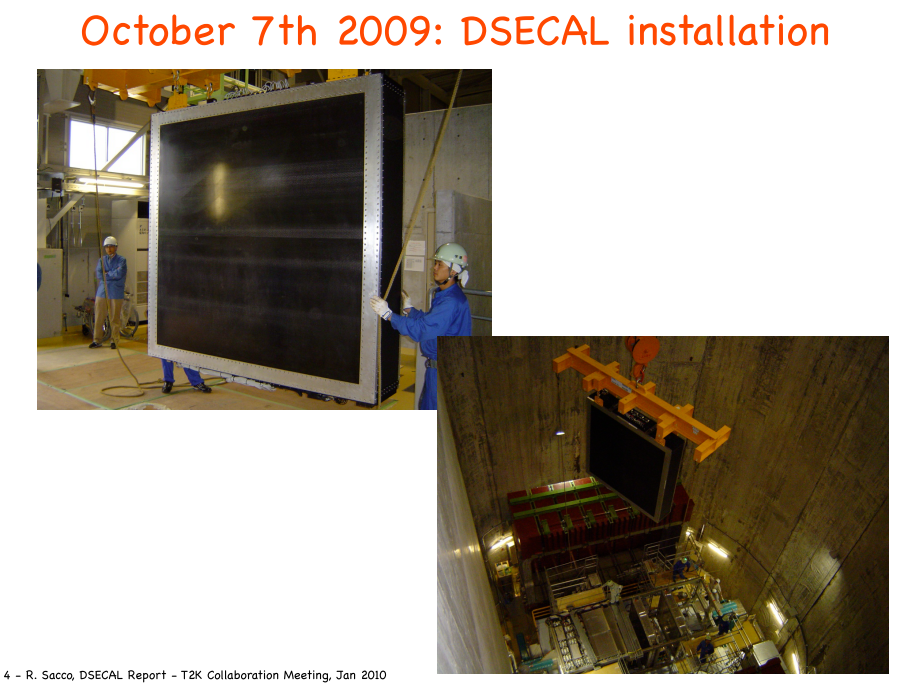 October 7th 2009: DSECAL installation
4 - R. Sacco, DSECAL Report - T2K Collaboration Meeting, Jan 2010